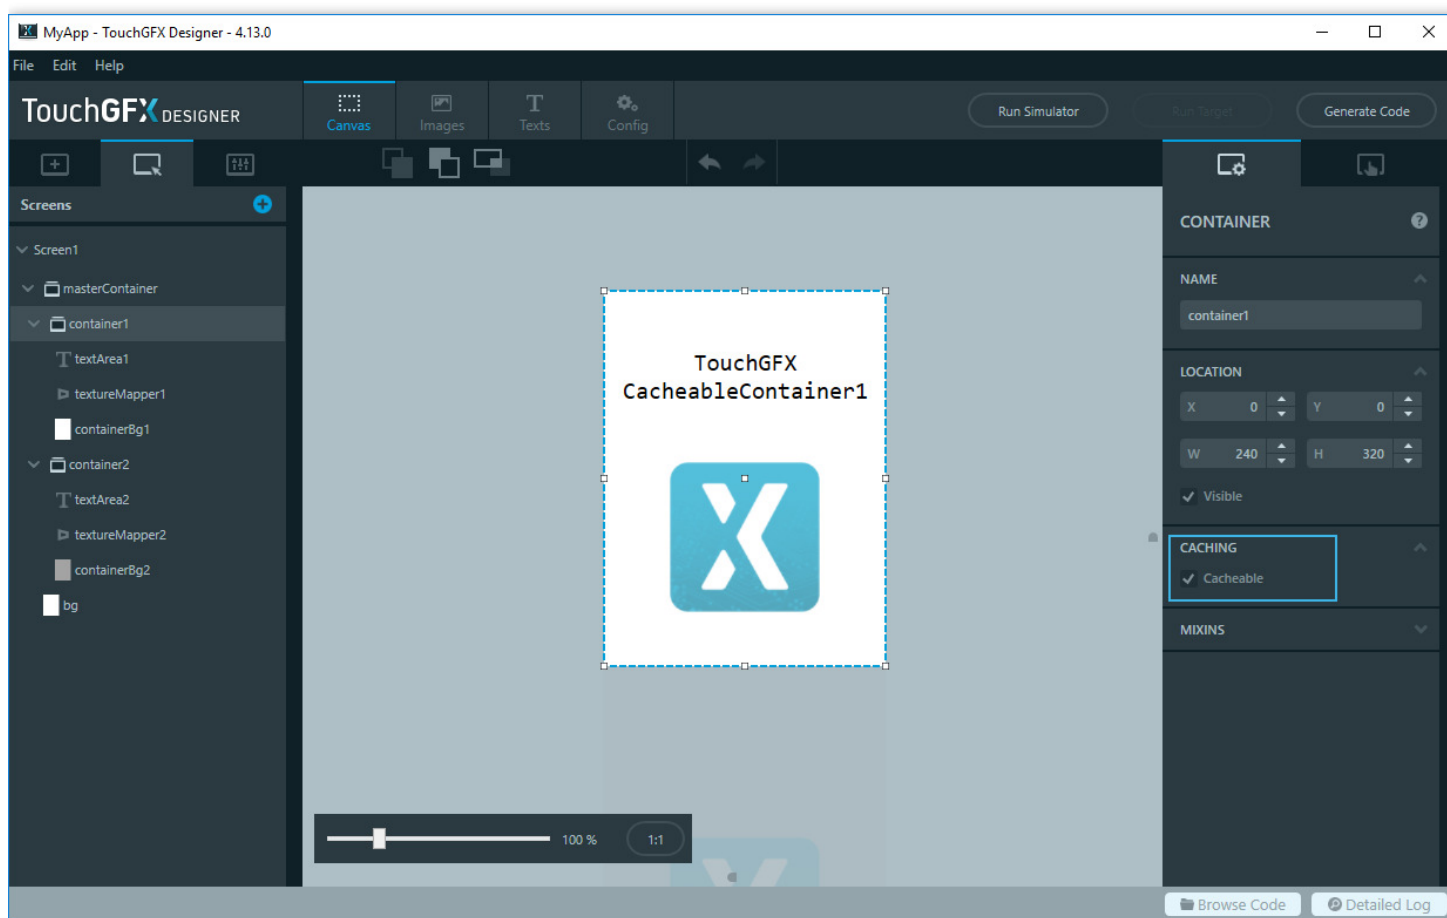 MyApp - TouchGFX Designer - 4.13.0
File Edit Help
TouchGFX DESIGNER
Canvas
Images
Texts
Config
Run Simulator
Run Target
Generate Code
Screens
Screen1
masterContainer
container1
textArea1
textureMapper1
containerBg1
container2
textArea2
textureMapper2
containerBg2
bg
TouchGFX
CacheableContainer1
100 %
1:1
CONTAINER
NAME
container1
LOCATION
X 0 Y 0
W 240 H 320
Visible
CACHING
Cacheable
MIXINS
Browse Code
Detailed Log